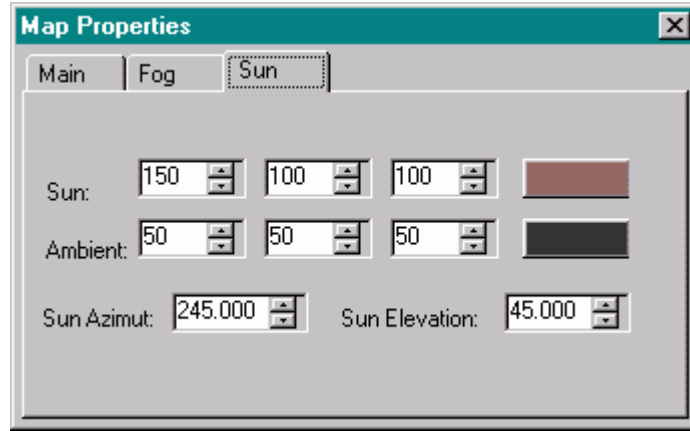 Map Properties
Main Fog Sun
Sun: 150 100 100
Ambient: 50 50 50
Sun Azimut: 245.000 Sun Elevation: 45.000